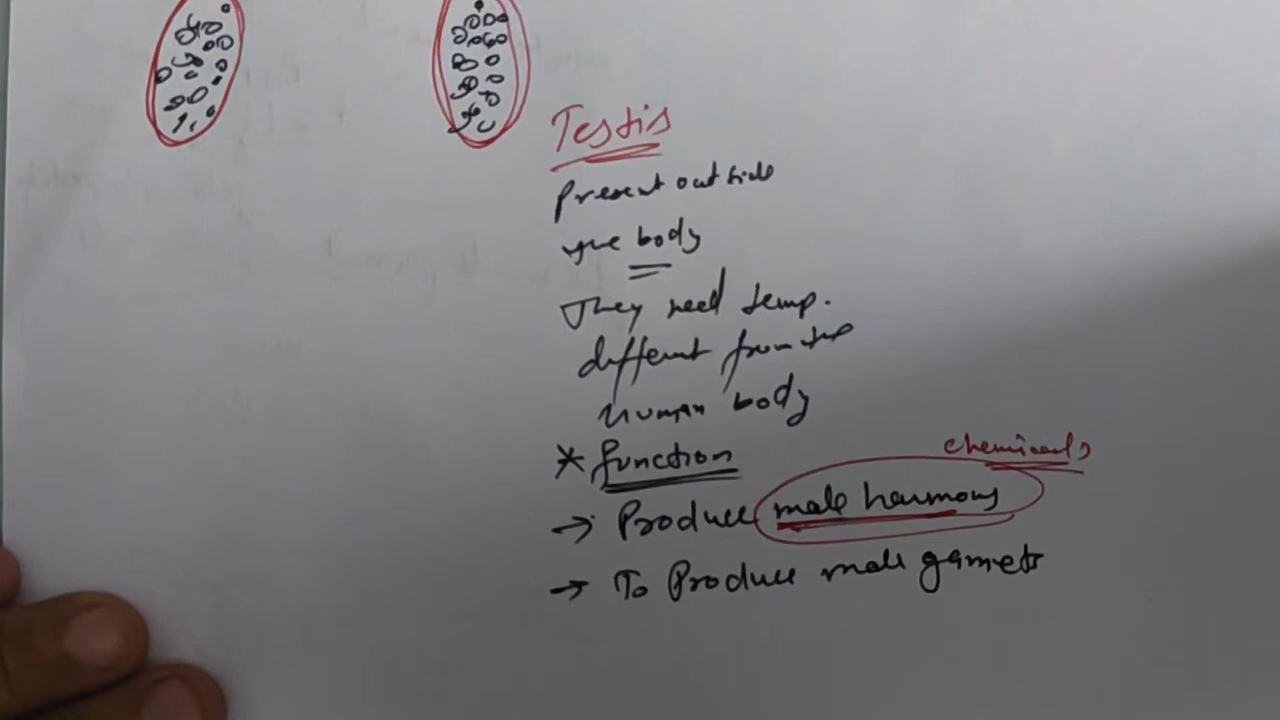 Testis
Present outside
the body
They need temp.
different from the
human body
* function
chemicals
→ Produce male harmons
→ To Produce male gamets